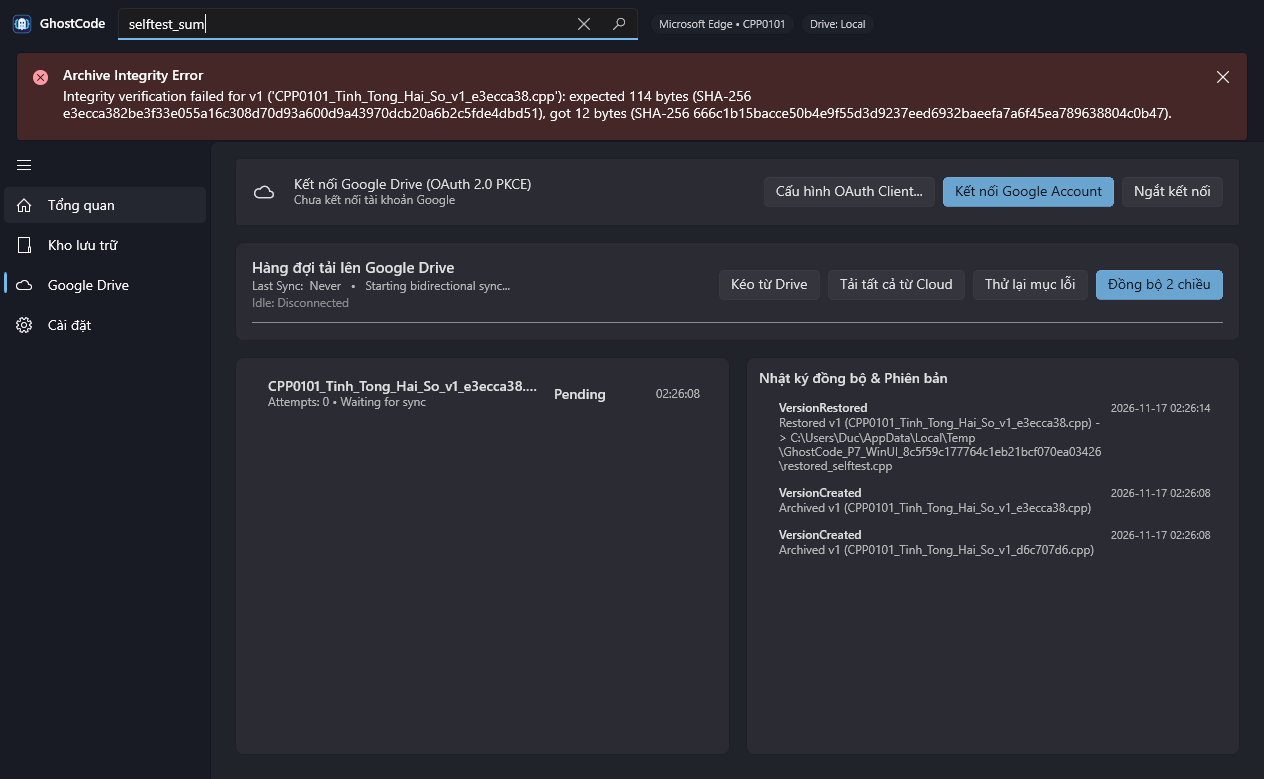 GhostCode
selftest_sum
Microsoft Edge • CPP0101
Drive: Local
Archive Integrity Error
Integrity verification failed for v1 ('CPP0101_Tinh_Tong_Hai_So_v1_e3ecca38.cpp'): expected 114 bytes (SHA-256
e3ecca382be3f33e055a16c308d70d93a600d9a43970dcb20a6b2c5fde4dbd51), got 12 bytes (SHA-256 666c1b15bacce50b4e9f55d3d9237eed6932baeefa7a6f45ea789638804c0b47).
Tổng quan
Kho lưu trữ
Google Drive
Cài đặt
Kết nối Google Drive (OAuth 2.0 PKCE)
Chưa kết nối tài khoản Google
Cấu hình OAuth Client...
Kết nối Google Account
Ngắt kết nối
Hàng đợi tải lên Google Drive
Last Sync: Never • Starting bidirectional sync...
Idle: Disconnected
Kéo từ Drive
Tải tất cả từ Cloud
Thử lại mục lỗi
Đồng bộ 2 chiều
CPP0101_Tinh_Tong_Hai_So_v1_e3ecca38....
Attempts: 0 • Waiting for sync
Pending
02:26:08
Nhật ký đồng bộ & Phiên bản
VersionRestored
2026-11-17 02:26:14
Restored v1 (CPP0101_Tinh_Tong_Hai_So_v1_e3ecca38.cpp) -
> C:\Users\Duc\AppData\Local\Temp
\GhostCode_P7_WinUI_8c5f59c177764c1eb21bcf070ea03426
\restored_selftest.cpp
VersionCreated
2026-11-17 02:26:08
Archived v1 (CPP0101_Tinh_Tong_Hai_So_v1_e3ecca38.cpp)
VersionCreated
2026-11-17 02:26:08
Archived v1 (CPP0101_Tinh_Tong_Hai_So_v1_d6c707d6.cpp)